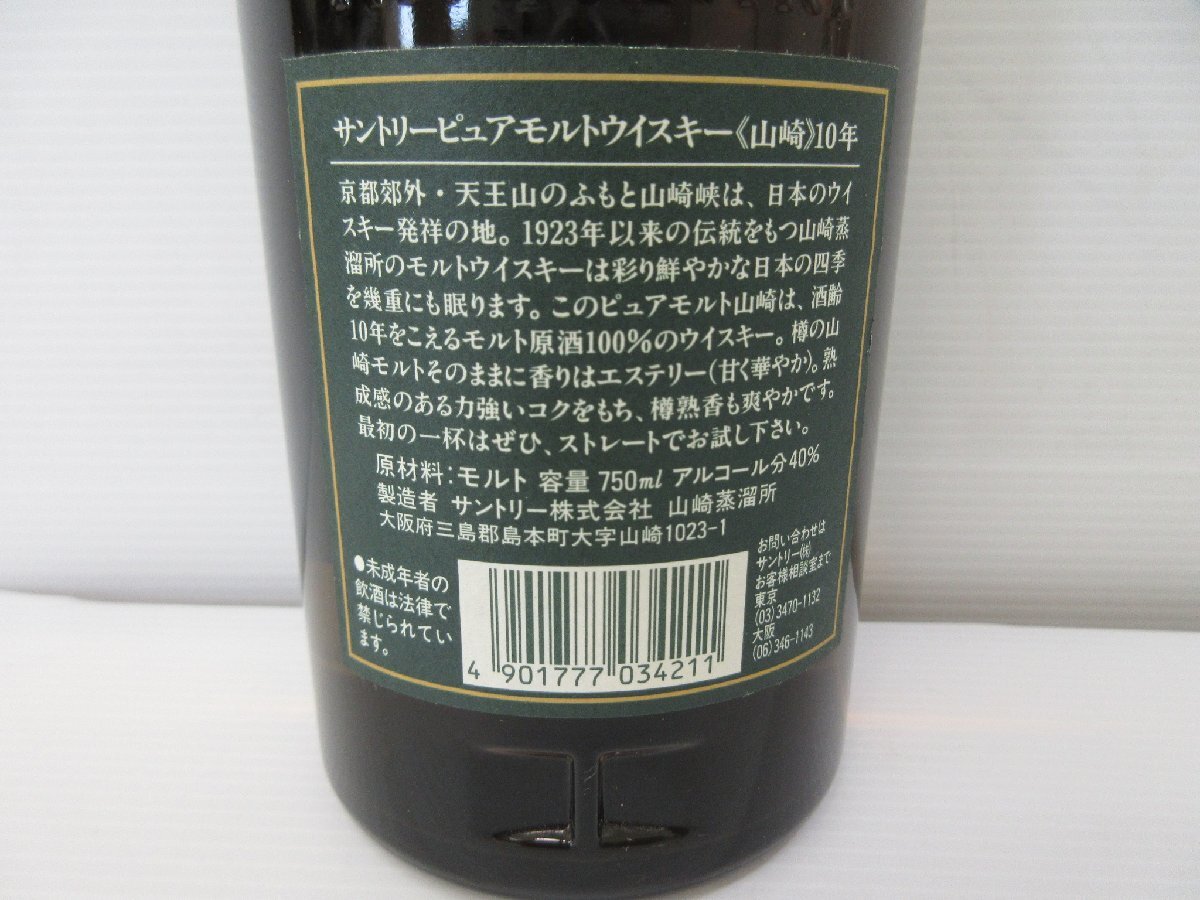 サントリーピュアモルトウイスキー《山崎》10年
京都郊外・天王山のふもと山崎峡は、日本のウイ
スキー発祥の地。1923年以来の伝統をもつ山崎蒸
溜所のモルトウイスキーは彩り鮮やかな日本の四季
を幾重にも眠ります。このピュアモルト山崎は、酒齢
10年をこえるモルト原酒100%のウイスキー。樽の山
崎モルトそのままに香りはエステリー(甘く華やか)。熟
成感のある力強いコクをもち、樽熟香も爽やかです。
最初の一杯はぜひ、ストレートでお試し下さい。
原材料:モルト 容量 750ml アルコール分40%
製造者 サントリー株式会社 山崎蒸溜所
大阪府三島郡島本町大字山崎1023-1
●未成年者の
飲酒は法律で
禁じられてい
ます。
4 901777 034211
お問い合わせは
サントリー㈱
お客様相談室まで
東京
(03)3470-1132
大阪
(06)346-1143